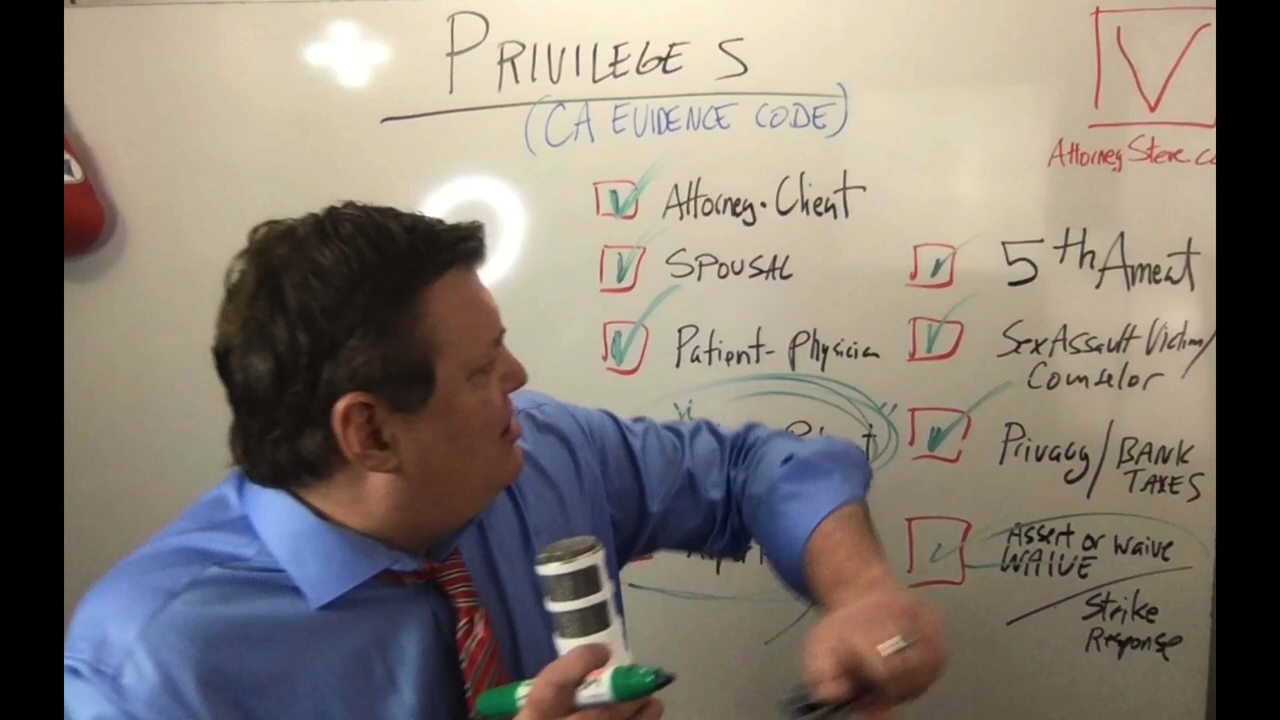 PRIVILEGES
(CA EVIDENCE CODE)
V
Attorney Steve.c
Attorney-Client
SPOUSAL
Patient-Physician
5th Ament
Sex Assault Victim/
Counselor
Privacy/BANK
TAXES
Assert or waive
WAIVE
Strike
Response